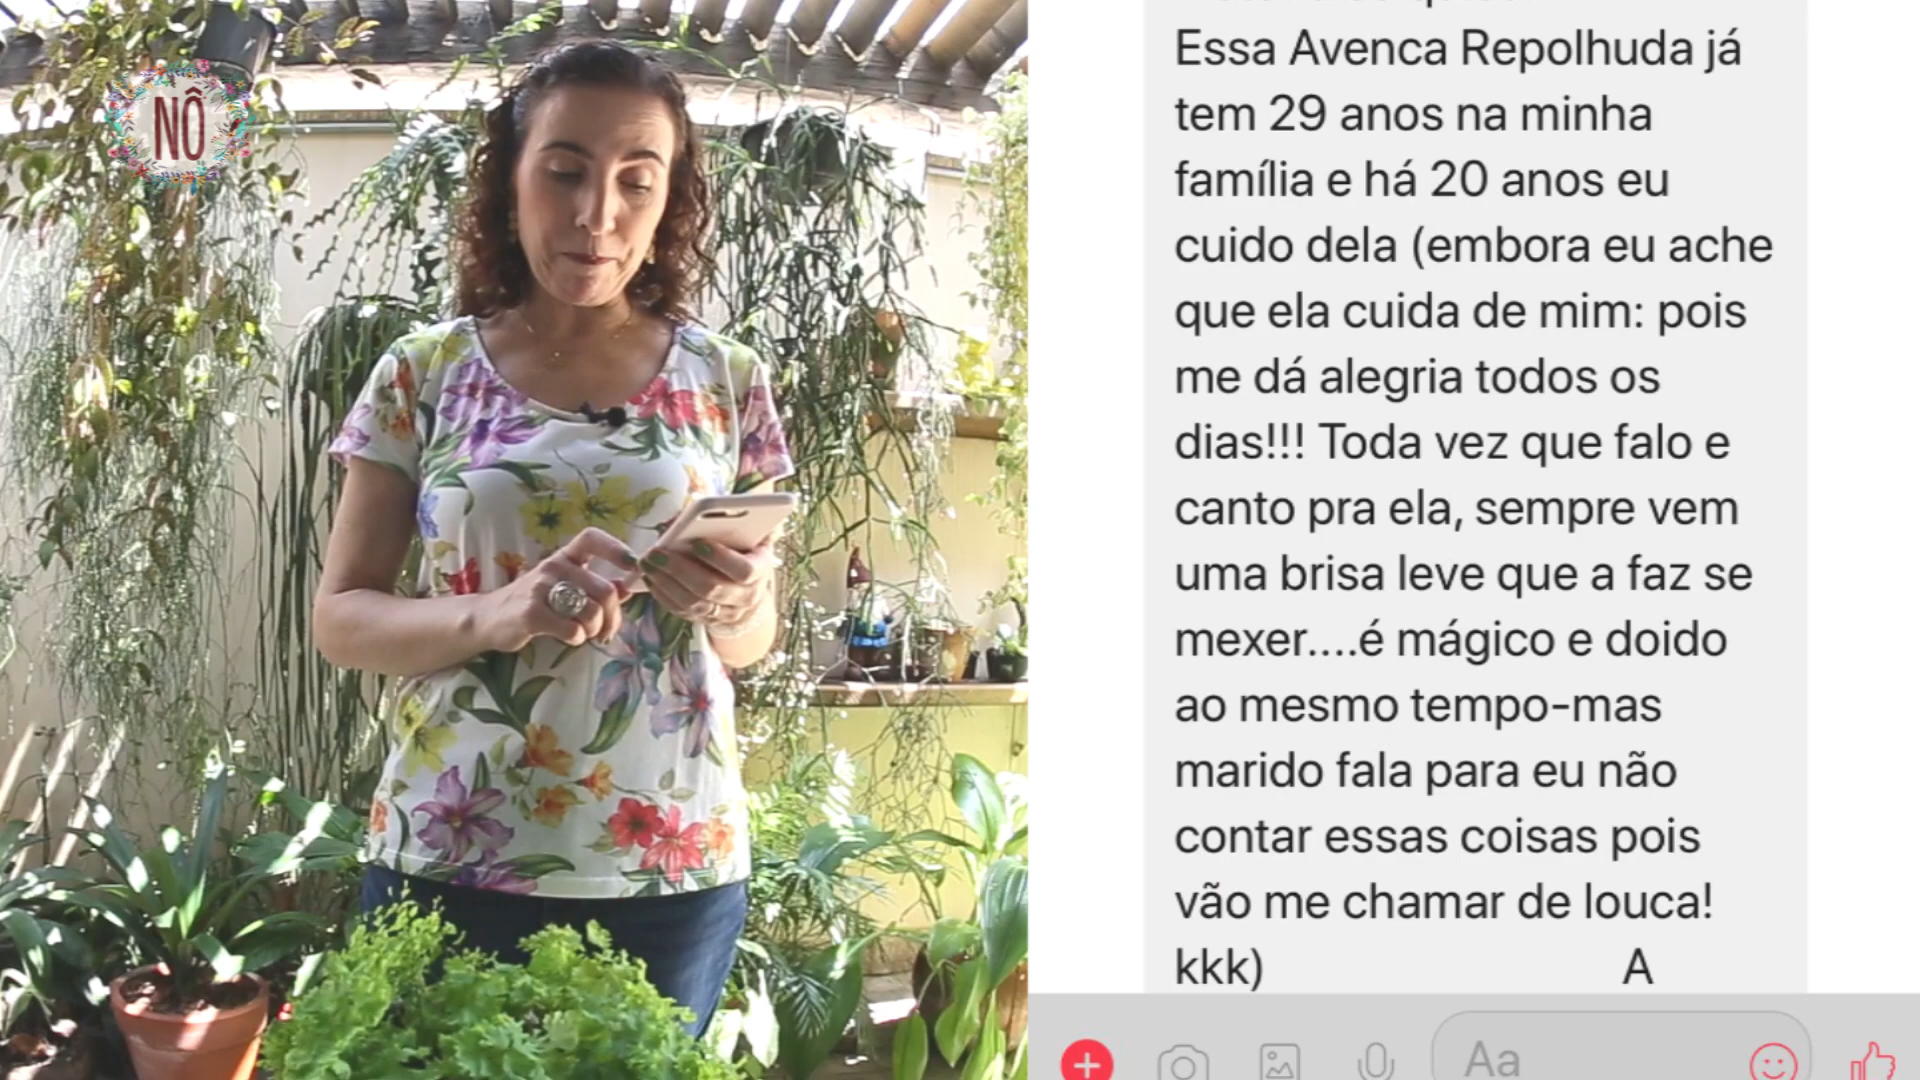 NÔ
Essa Avenca Repolhuda já
tem 29 anos na minha
família e há 20 anos eu
cuido dela (embora eu ache
que ela cuida de mim: pois
me dá alegria todos os
dias!!! Toda vez que falo e
canto pra ela, sempre vem
uma brisa leve que a faz se
mexer....é mágico e doido
ao mesmo tempo-mas
marido fala para eu não
contar essas coisas pois
vão me chamar de louca!
kkk) A
Aa